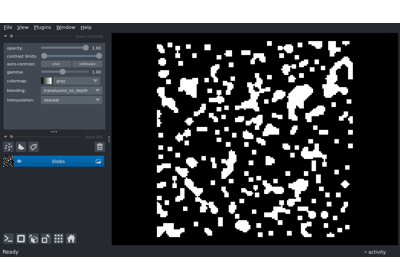 File View Plugins Window Help
opacity: 1.00
contrast limits:
auto-contrast: once continuous
gamma: 1.00
colormap: gray
blending: translucent_no_depth
interpolation: nearest
blobs
Ready
activity